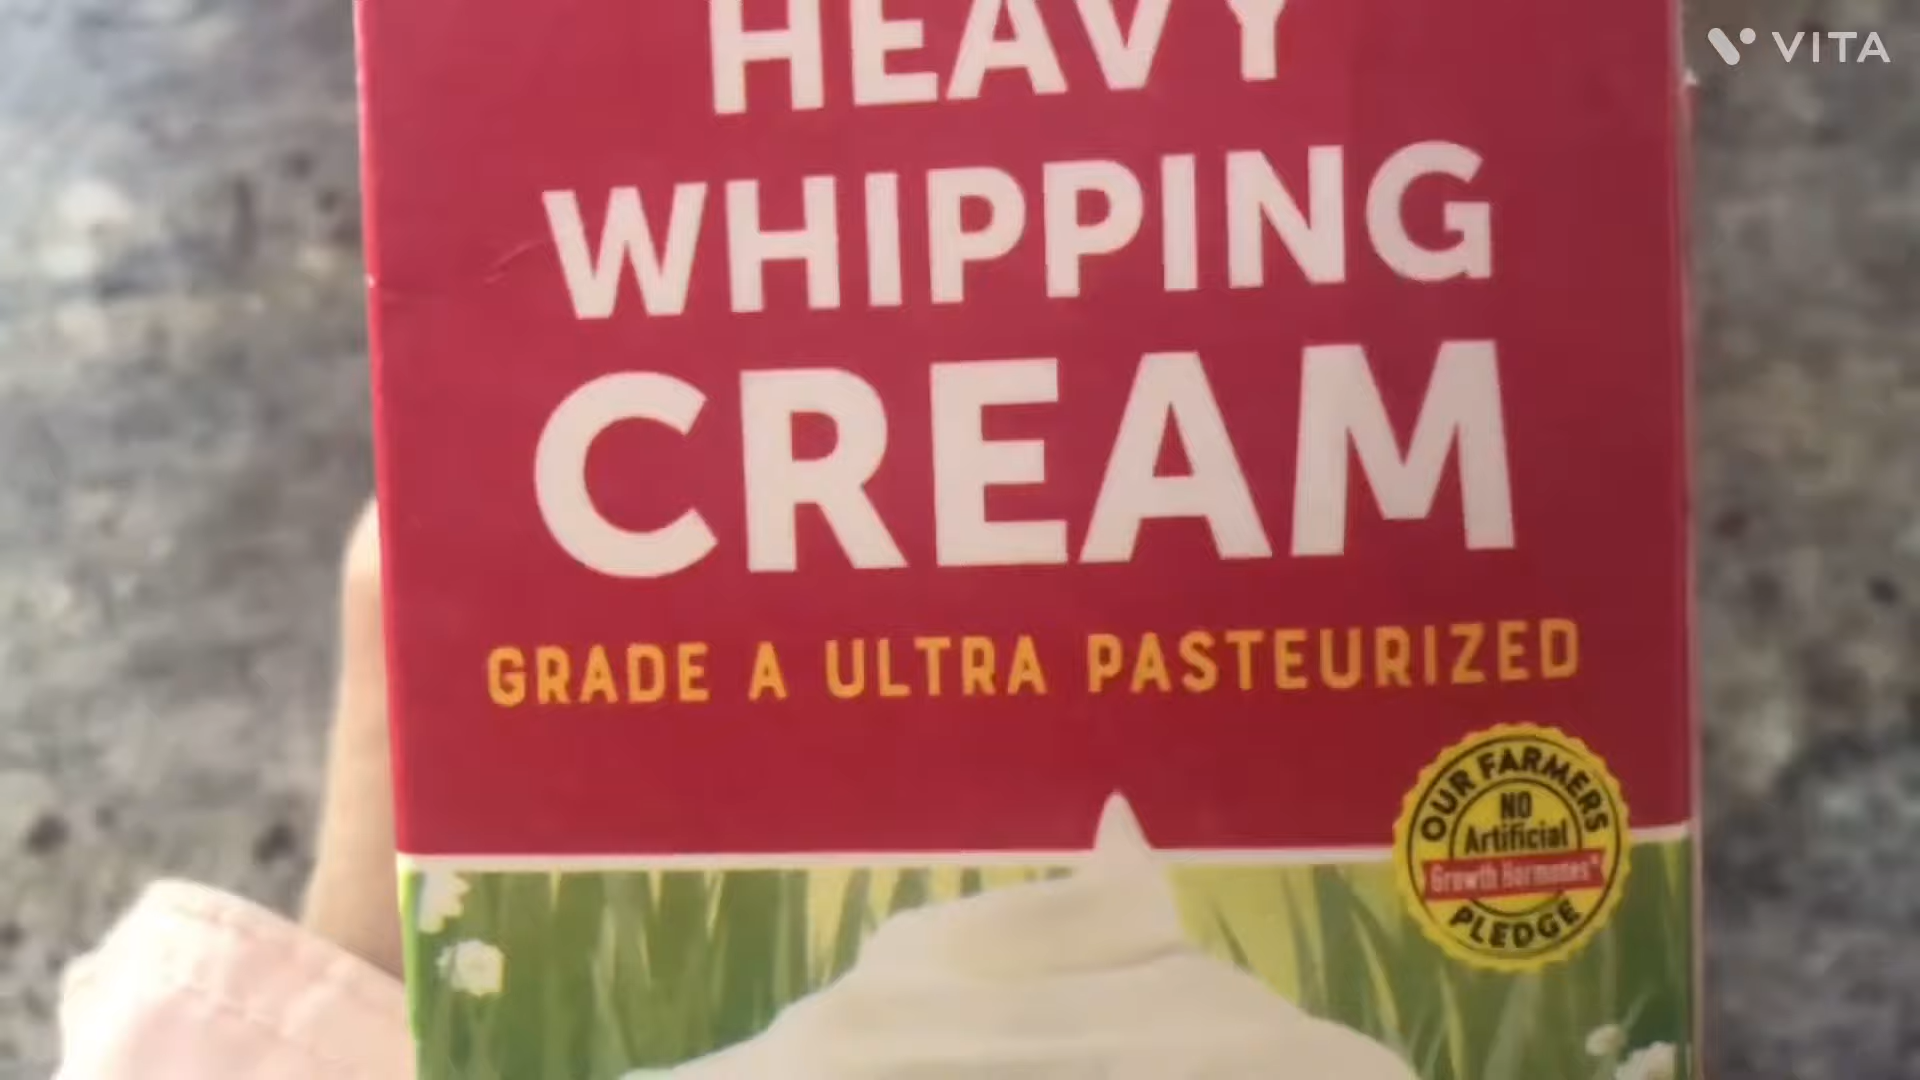 VITA
HEAVY
WHIPPING
CREAM
GRADE A ULTRA PASTEURIZED
OUR FARMERS
NO
Artificial
Growth Hormones*
PLEDGE